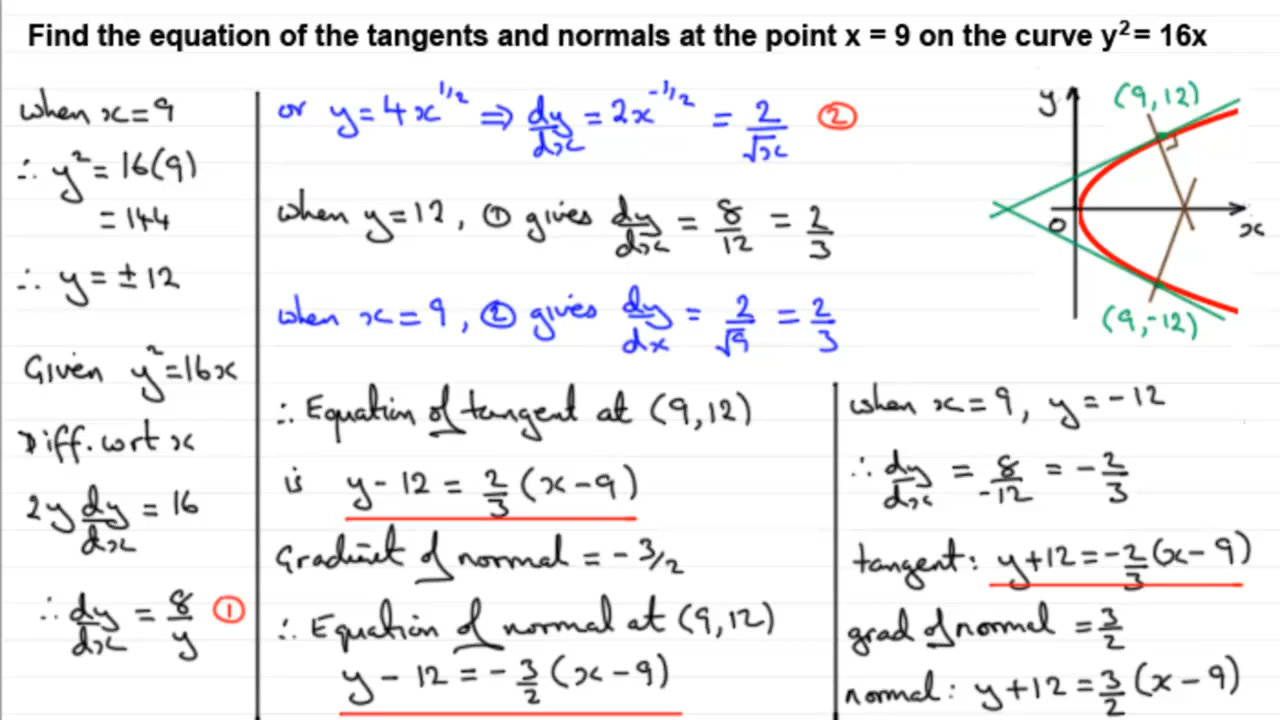 Find the equation of the tangents and normals at the point x = 9 on the curve y² = 16x
when x=9
∴ y² = 16(9)
= 144
∴ y = ± 12
Given y² = 16x
Diff. wrt x
2y dy/dx = 16
∴ dy/dx = 8/y ①
or y = 4x^1/2 ⇒ dy/dx = 2x^-1/2 = 2/√x ②
when y = 12, ① gives dy/dx = 8/12 = 2/3
when x = 9, ② gives dy/dx = 2/√9 = 2/3
∴ Equation of tangent at (9,12)
is y - 12 = 2/3 (x - 9)
Gradient of normal = - 3/2
∴ Equation of normal at (9,12)
y - 12 = - 3/2 (x - 9)
y
(9,12)
0
x
(9,-12)
when x = 9, y = -12
∴ dy/dx = 8/-12 = - 2/3
tangent: y + 12 = - 2/3 (x - 9)
grad of normal = 3/2
normal: y + 12 = 3/2 (x - 9)